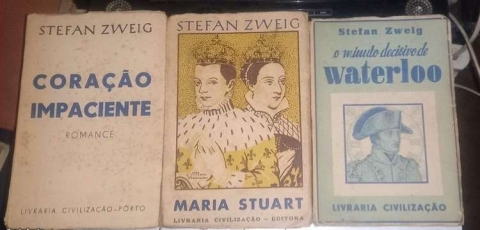 STEFAN ZWEIG
CORAÇÃO
IMPACIENTE
ROMANCE
LIVRARIA CIVILIZAÇÃO-PÔRTO
STEFAN ZWEIG
MARIA STUART
LIVRARIA CIVILIZAÇÃO - EDITORA
Stefan Zweig
o minuto decisivo de
Waterloo
LIVRARIA CIVILIZAÇÃO